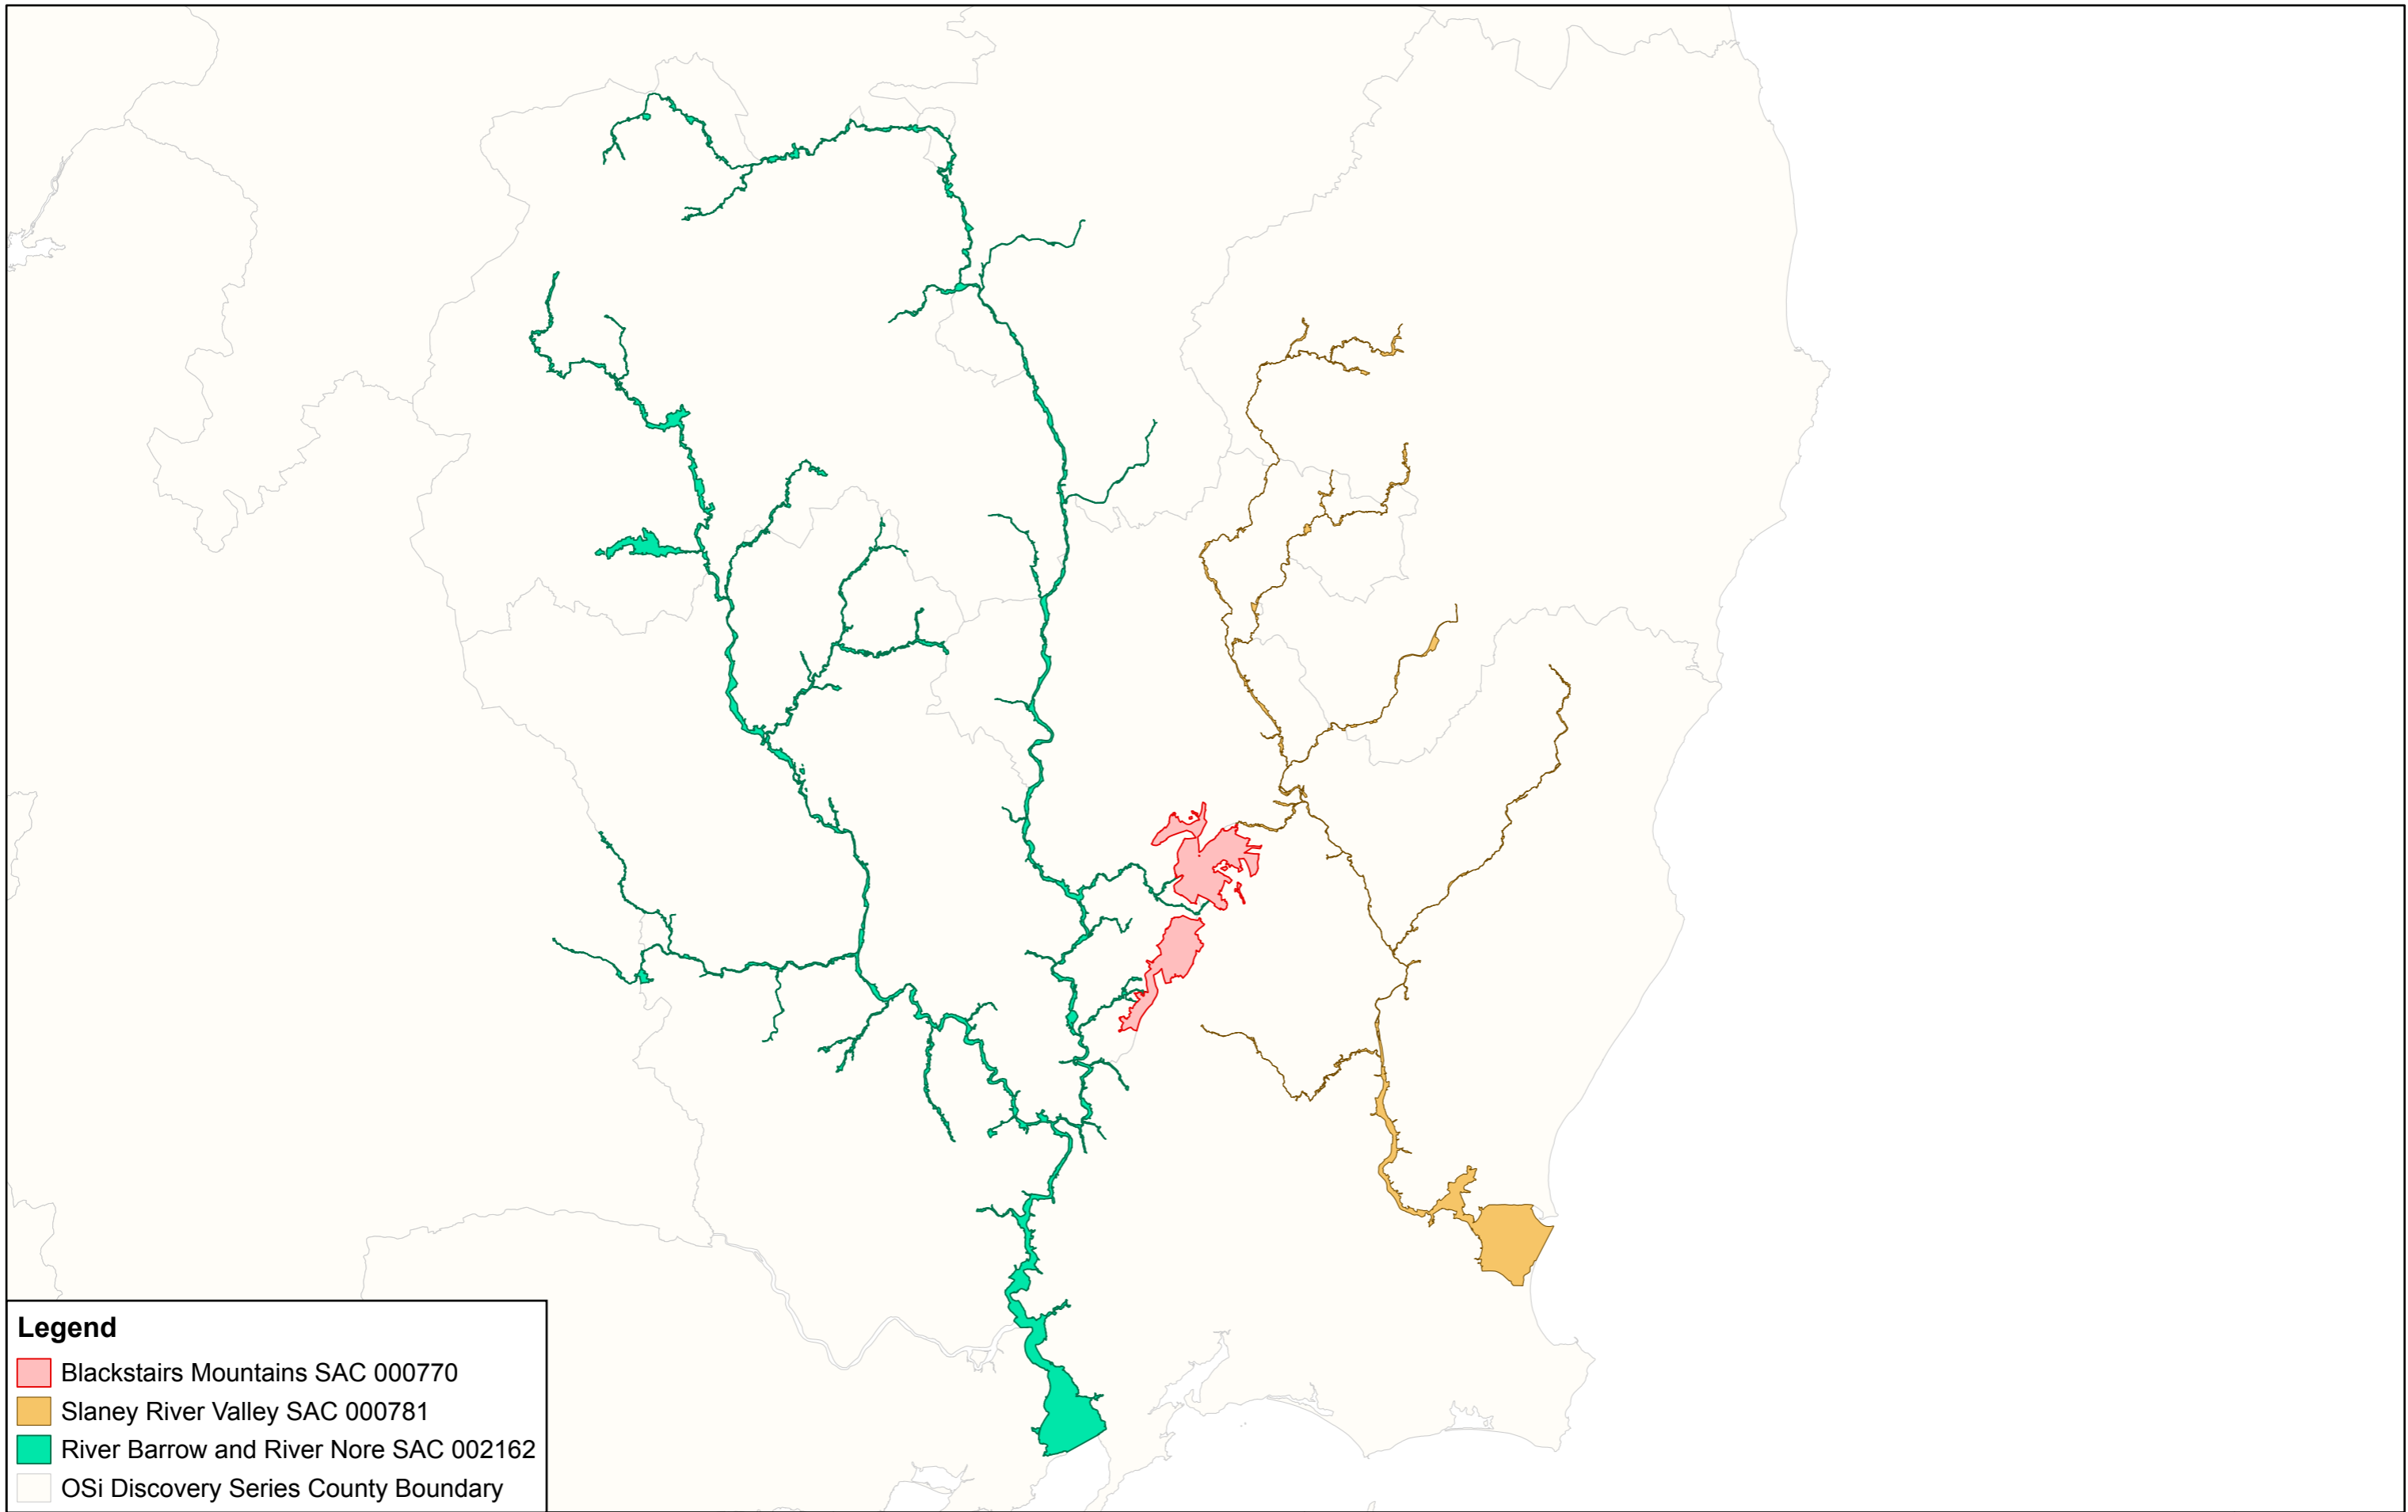 Legend
Blackstairs Mountains SAC 000770
Slaney River Valley SAC 000781
River Barrow and River Nore SAC 002162
OSi Discovery Series County Boundary